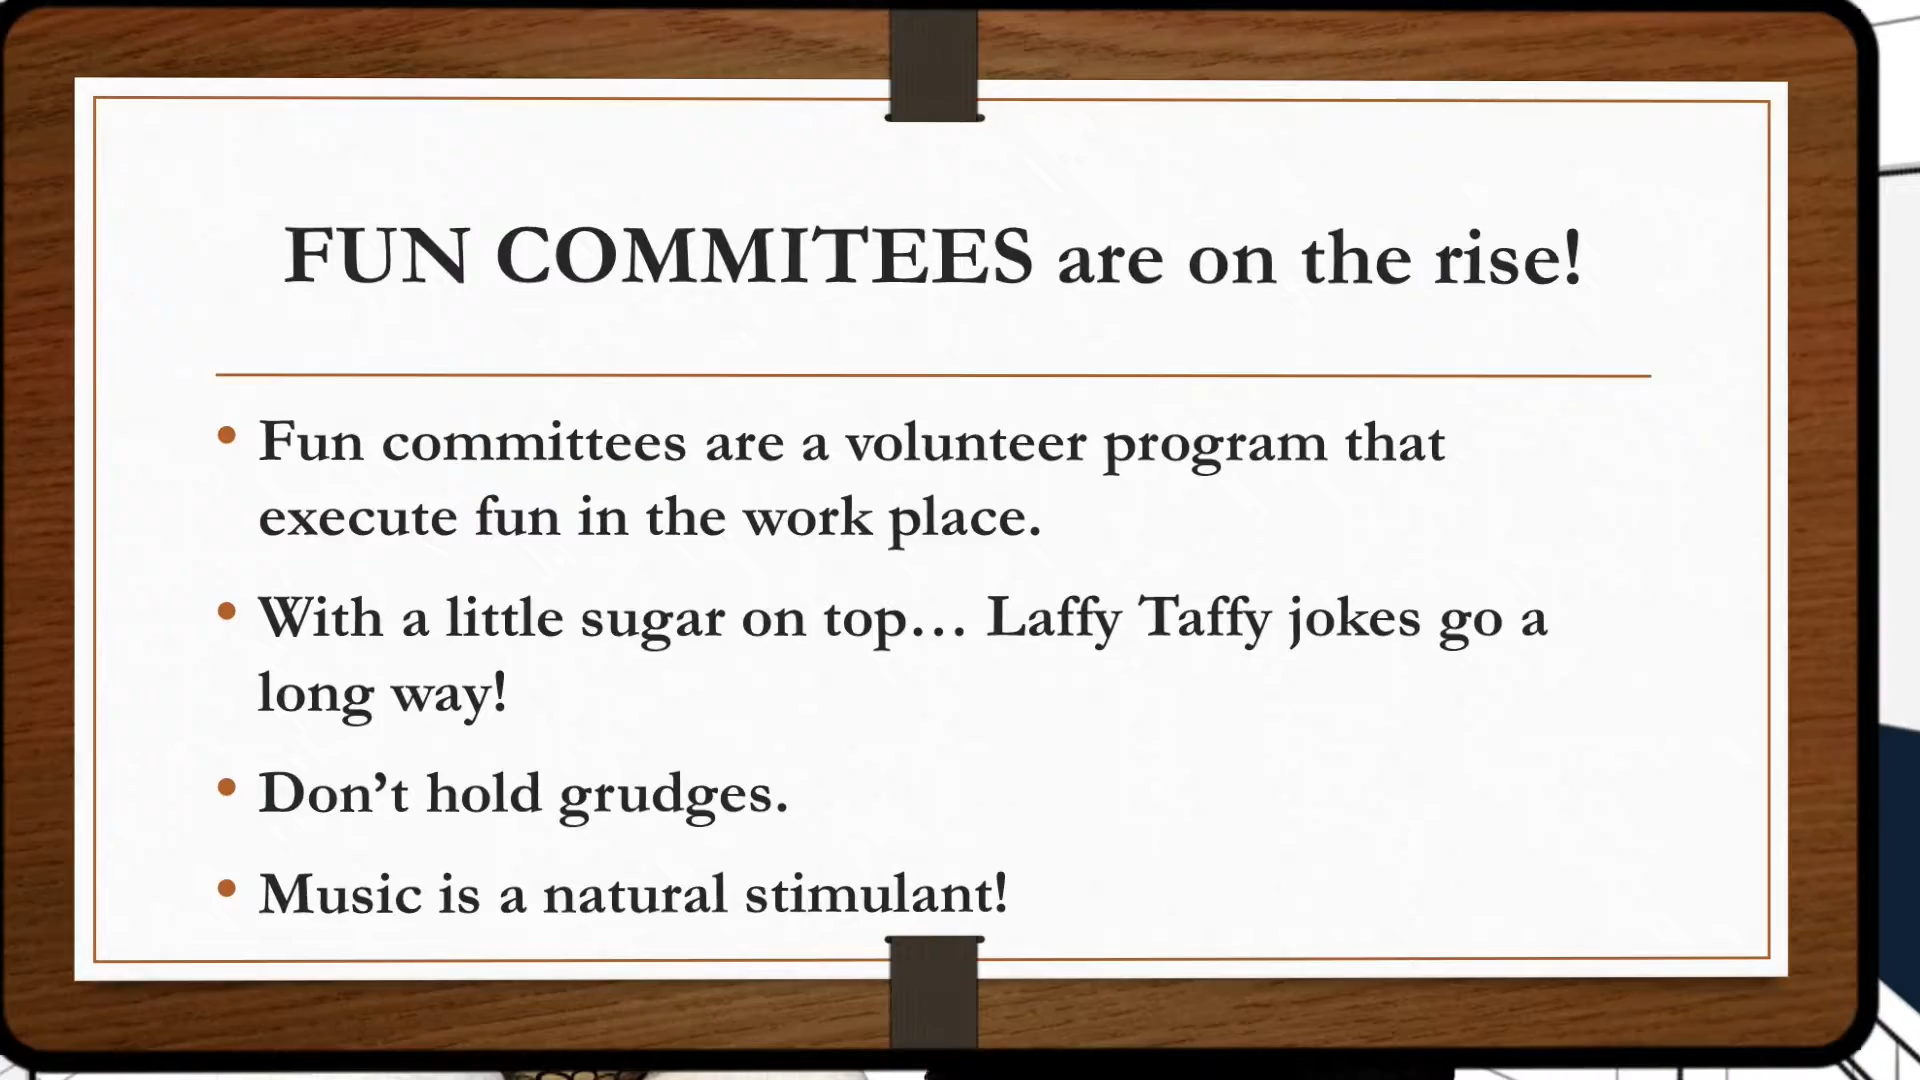 FUN COMMITEES are on the rise!
• Fun committees are a volunteer program that
execute fun in the work place.
• With a little sugar on top… Laffy Taffy jokes go a
long way!
• Don’t hold grudges.
• Music is a natural stimulant!